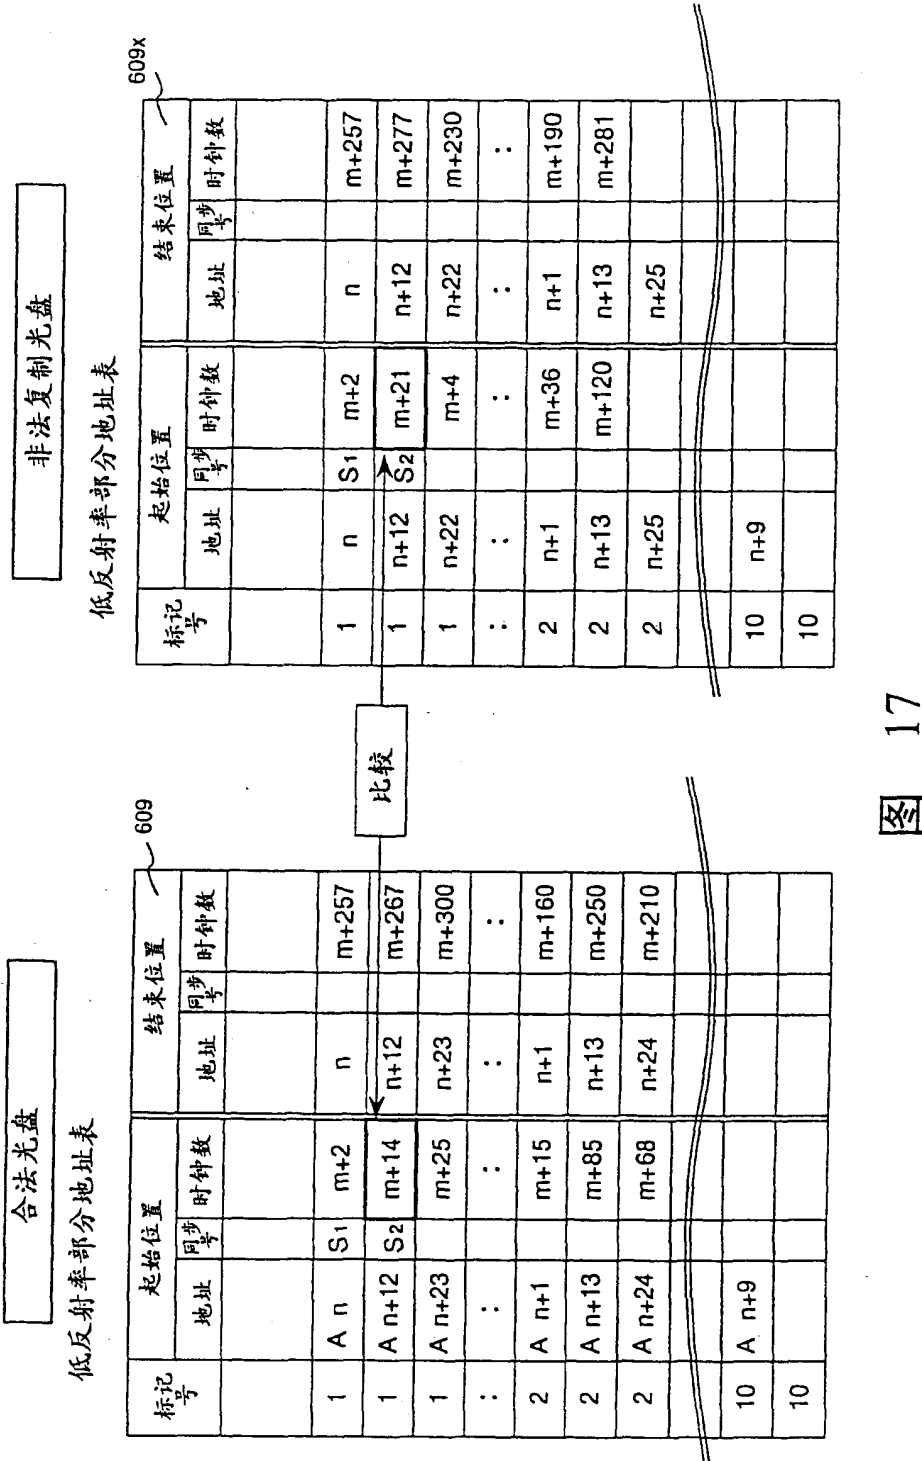 合法光盘
低反射率部分地址表
609
标记号 起始位置 结束位置
地址 同步号 时钟数 地址 同步号 时钟数
1 A n S1 m+2 n m+257
1 A n+12 S2 m+14 n+12 m+267
1 A n+23 m+25 n+23 m+300
: : : : :
2 A n+1 m+15 n+1 m+160
2 A n+13 m+85 n+13 m+250
2 A n+24 m+68 n+24 m+210
10 A n+9
10
比较
非法复制光盘
低反射率部分地址表
609x
标记号 起始位置 结束位置
地址 同步号 时钟数 地址 同步号 时钟数
1 n S1 m+2 n m+257
1 n+12 S2 m+21 n+12 m+277
1 n+22 m+4 n+22 m+230
: : : : :
2 n+1 m+36 n+1 m+190
2 n+13 m+120 n+13 m+281
2 n+25 n+25
10 n+9
10
图 17